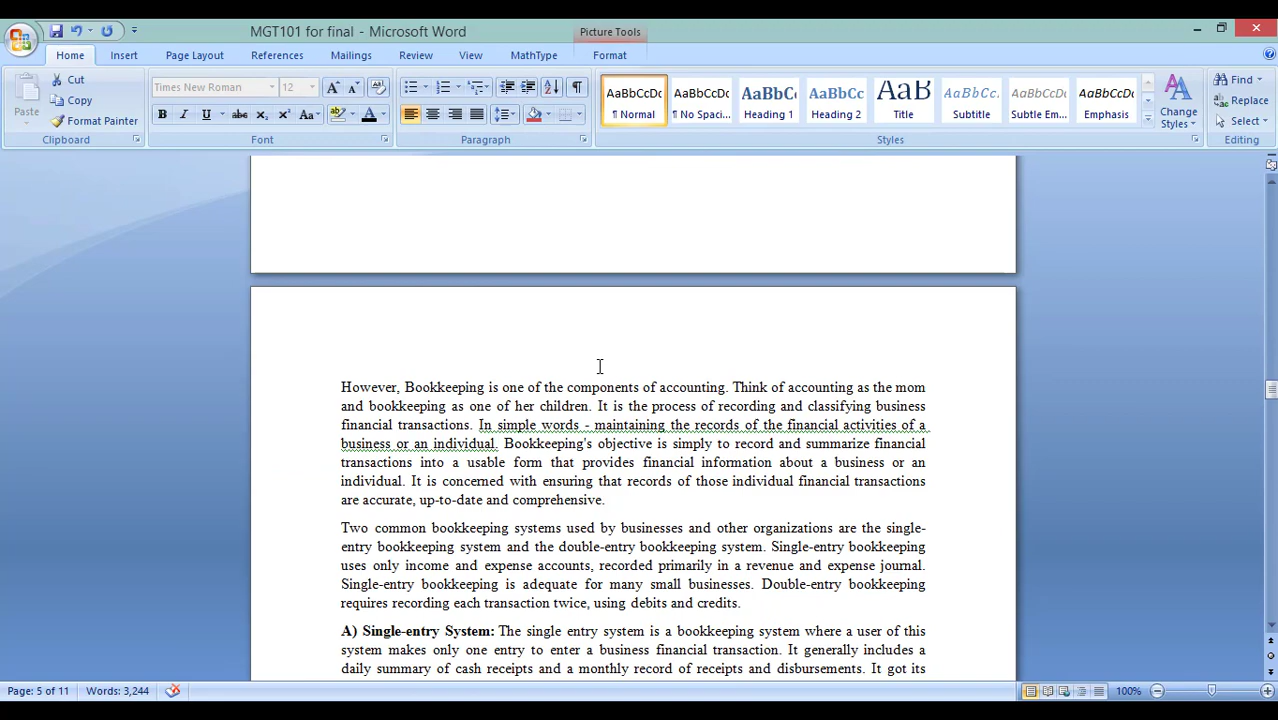 MGT101 for final - Microsoft Word
Picture Tools
Home Insert Page Layout References Mailings Review View MathType Format
Paste
Cut
Copy
Format Painter
Clipboard
Times New Roman 12
B I U abc x₂ x² Aa
Font
Paragraph
AaBbCcDc AaBbCcDc AaBbC AaBbCc AaB AaBbCc. AaBbCcDc AaBbCcDc
¶ Normal ¶ No Spaci... Heading 1 Heading 2 Title Subtitle Subtle Em... Emphasis
Change Styles
Styles
Find
Replace
Select
Editing
However, Bookkeeping is one of the components of accounting. Think of accounting as the mom
and bookkeeping as one of her children. It is the process of recording and classifying business
financial transactions. In simple words - maintaining the records of the financial activities of a
business or an individual. Bookkeeping's objective is simply to record and summarize financial
transactions into a usable form that provides financial information about a business or an
individual. It is concerned with ensuring that records of those individual financial transactions
are accurate, up-to-date and comprehensive.
Two common bookkeeping systems used by businesses and other organizations are the single-
entry bookkeeping system and the double-entry bookkeeping system. Single-entry bookkeeping
uses only income and expense accounts, recorded primarily in a revenue and expense journal.
Single-entry bookkeeping is adequate for many small businesses. Double-entry bookkeeping
requires recording each transaction twice, using debits and credits.
A) Single-entry System: The single entry system is a bookkeeping system where a user of this
system makes only one entry to enter a business financial transaction. It generally includes a
daily summary of cash receipts and a monthly record of receipts and disbursements. It got its
Page: 5 of 11 Words: 3,244 100%